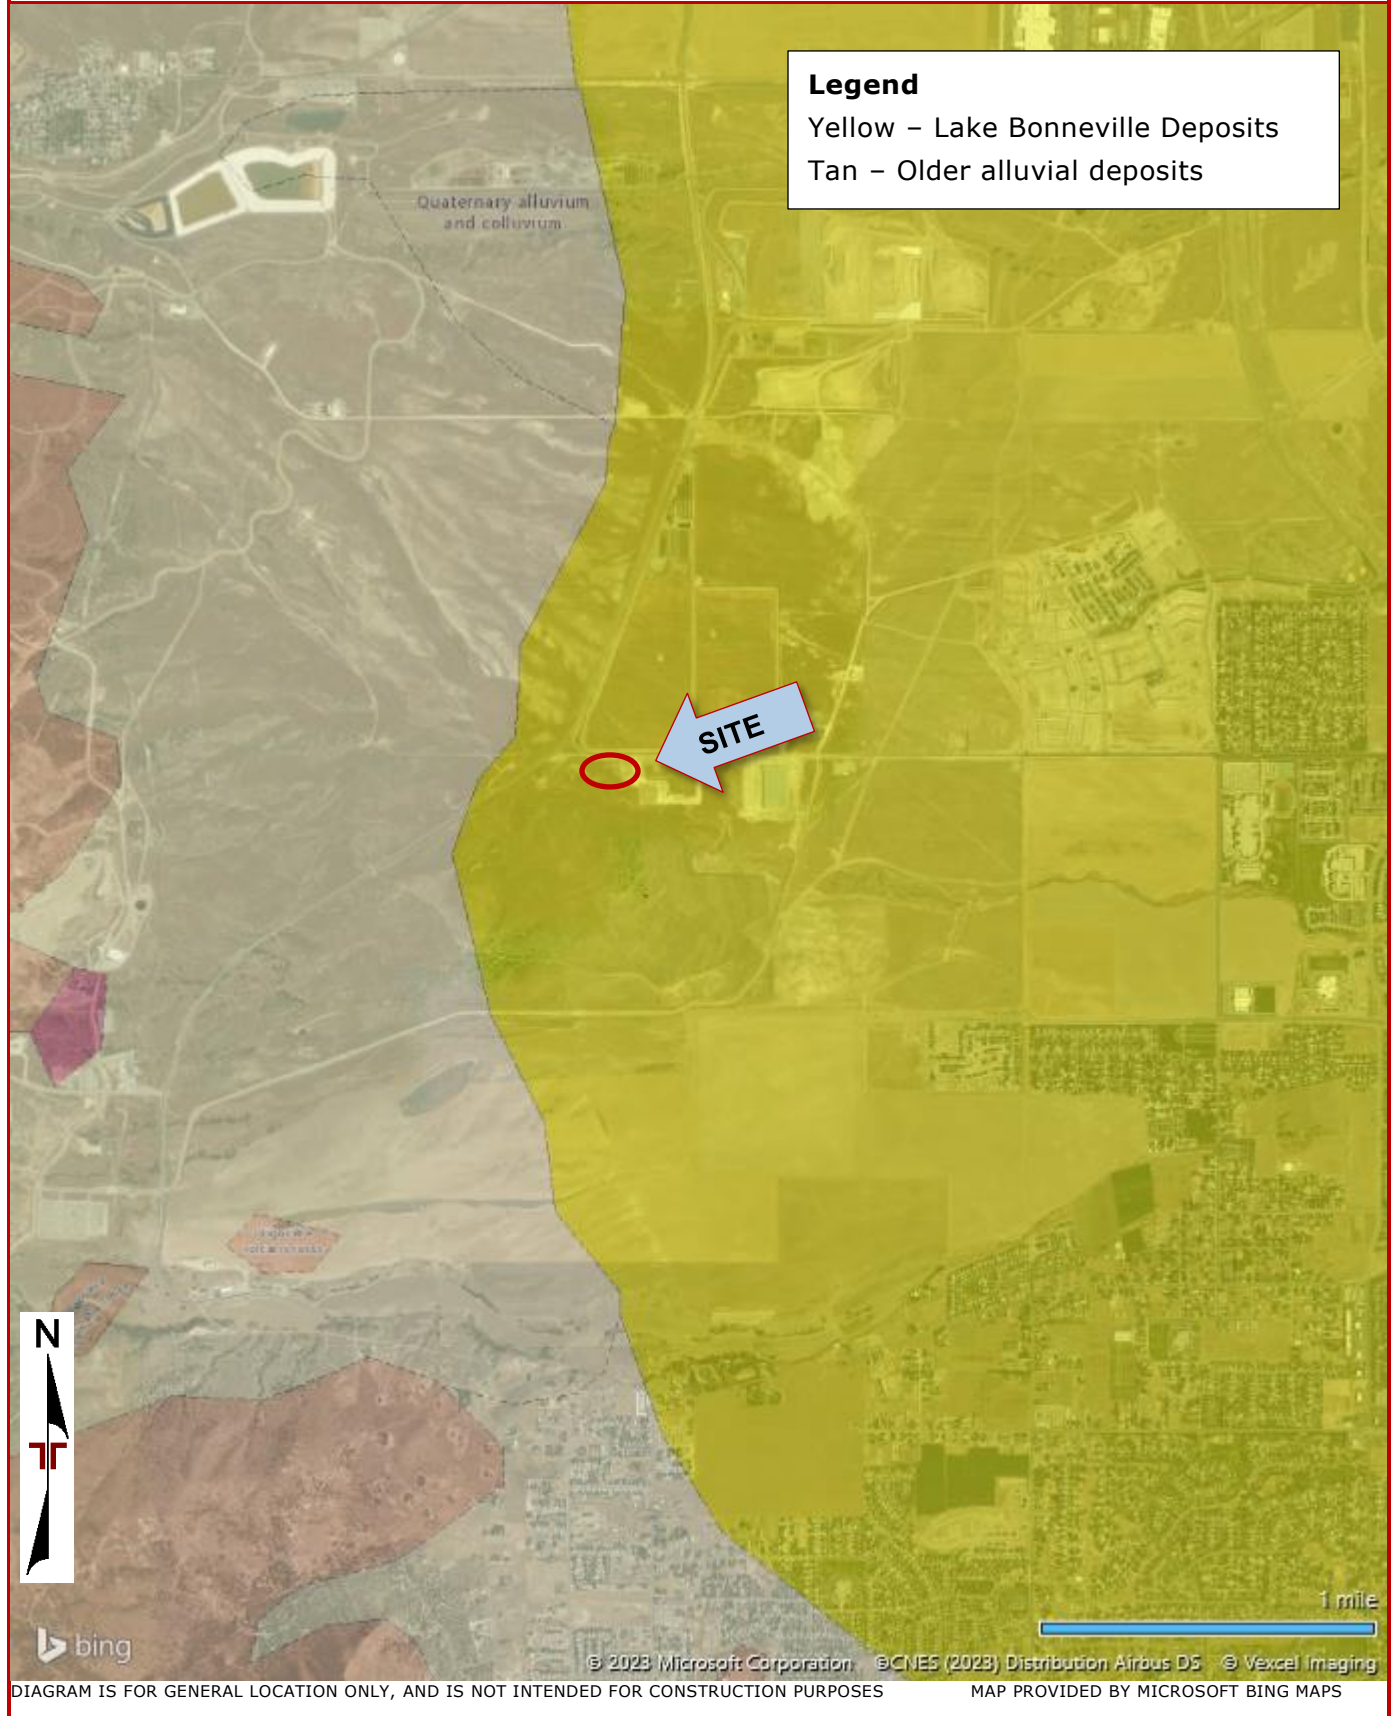 Legend
Yellow – Lake Bonneville Deposits
Tan – Older alluvial deposits
Quaternary alluvium
and colluvium
SITE
N
1 mile
bing
© 2023 Microsoft Corporation ©CNES (2023) Distribution Airbus DS © Vexcel Imaging
DIAGRAM IS FOR GENERAL LOCATION ONLY, AND IS NOT INTENDED FOR CONSTRUCTION PURPOSES MAP PROVIDED BY MICROSOFT BING MAPS